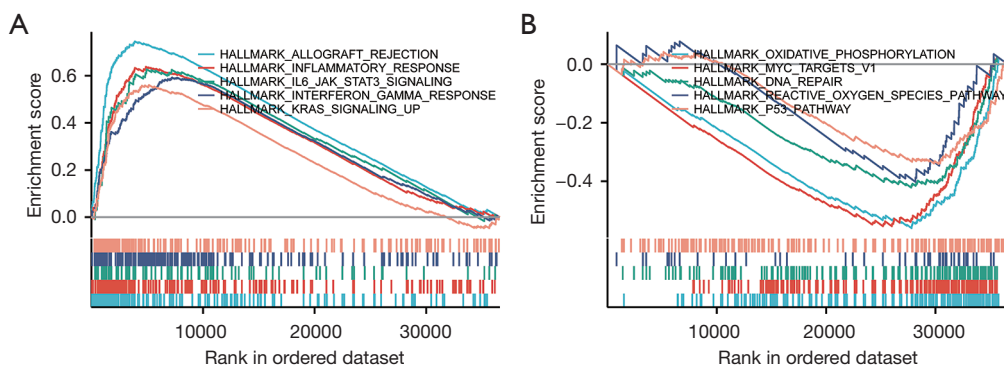 A
HALLMARK_ALLOGRAFT_REJECTION
HALLMARK_INFLAMMATORY_RESPONSE
HALLMARK_IL6_JAK_STAT3_SIGNALING
HALLMARK_INTERFERON_GAMMA_RESPONSE
HALLMARK_KRAS_SIGNALING_UP
Enrichment score
0.6
0.4
0.2
0.0
10000 20000 30000
Rank in ordered dataset
B
HALLMARK_OXIDATIVE_PHOSPHORYLATION
HALLMARK_MYC_TARGETS_V1
HALLMARK_DNA_REPAIR
HALLMARK_REACTIVE_OXYGEN_SPECIES_PATHWAY
HALLMARK_P53_PATHWAY
Enrichment score
0.0
−0.2
−0.4
10000 20000 30000
Rank in ordered dataset